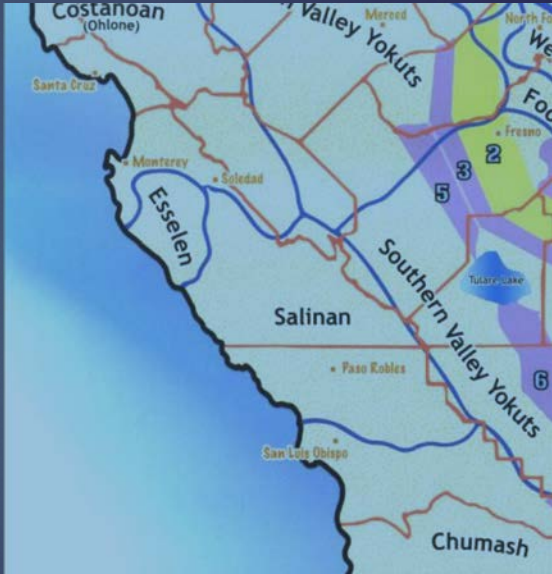 Costanoan
(Ohlone)
Valley Yokuts
Merced
Santa Cruz
Fresno
2
3
5
Monterey
Soledad
Esselen
Southern Valley Yokuts
Tulare Lake
Salinan
Paso Robles
6
San Luis Obispo
Chumash